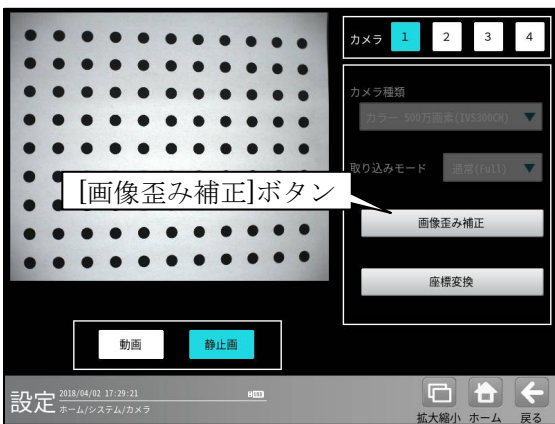 カメラ 1 2 3 4
カメラ種類
カラー 500万画素(IVS300CH)
取り込みモード 通常(Full)
[画像歪み補正]ボタン
画像歪み補正
座標変換
動画 静止画
設定 2018/04/02 17:29:21
ホーム/システム/カメラ
拡大縮小 ホーム 戻る